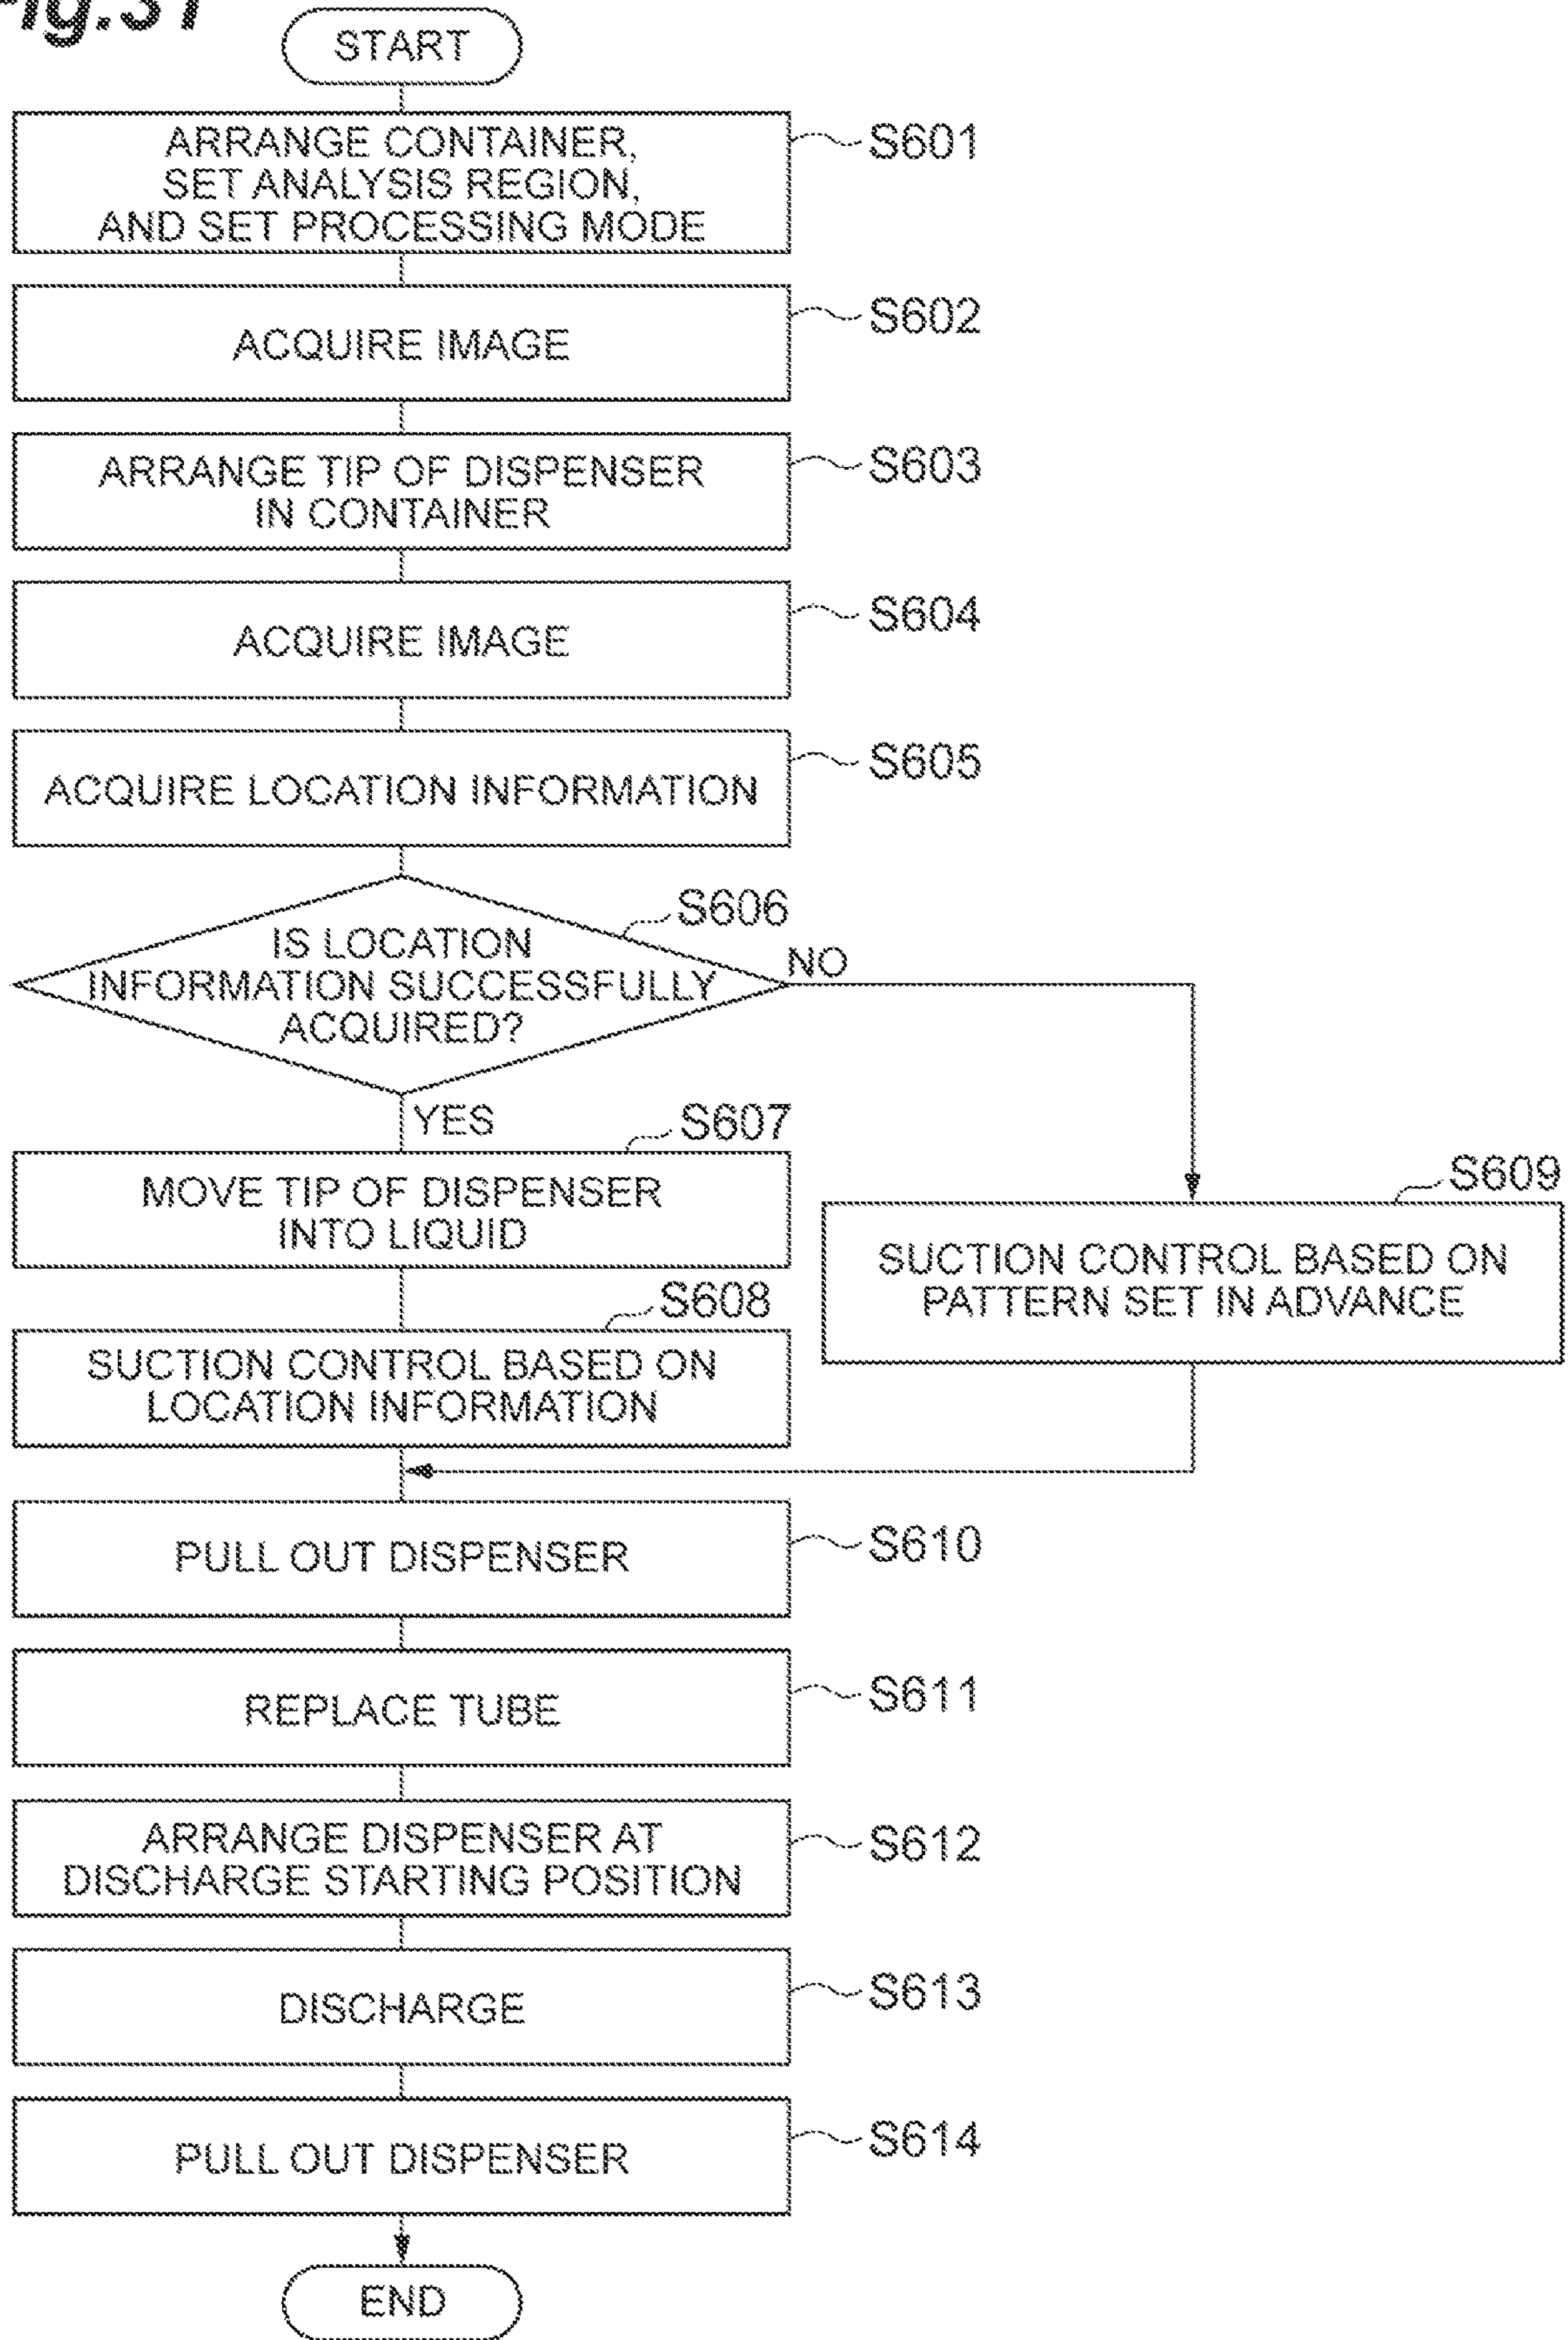 Fig.31
START
ARRANGE CONTAINER,
SET ANALYSIS REGION,
AND SET PROCESSING MODE
S601
ACQUIRE IMAGE
S602
ARRANGE TIP OF DISPENSER
IN CONTAINER
S603
ACQUIRE IMAGE
S604
ACQUIRE LOCATION INFORMATION
S605
IS LOCATION
INFORMATION SUCCESSFULLY
ACQUIRED?
S606
NO
YES
MOVE TIP OF DISPENSER
INTO LIQUID
S607
SUCTION CONTROL BASED ON
LOCATION INFORMATION
S608
SUCTION CONTROL BASED ON
PATTERN SET IN ADVANCE
S609
PULL OUT DISPENSER
S610
REPLACE TUBE
S611
ARRANGE DISPENSER AT
DISCHARGE STARTING POSITION
S612
DISCHARGE
S613
PULL OUT DISPENSER
S614
END